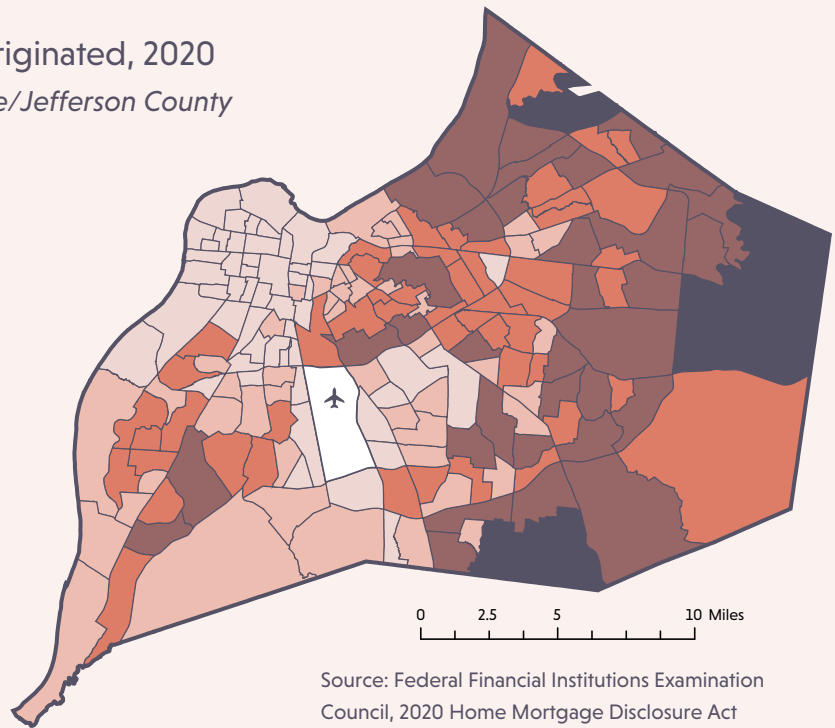 riginated, 2020
e/Jefferson County
0 2.5 5 10 Miles
Source: Federal Financial Institutions Examination
Council, 2020 Home Mortgage Disclosure Act